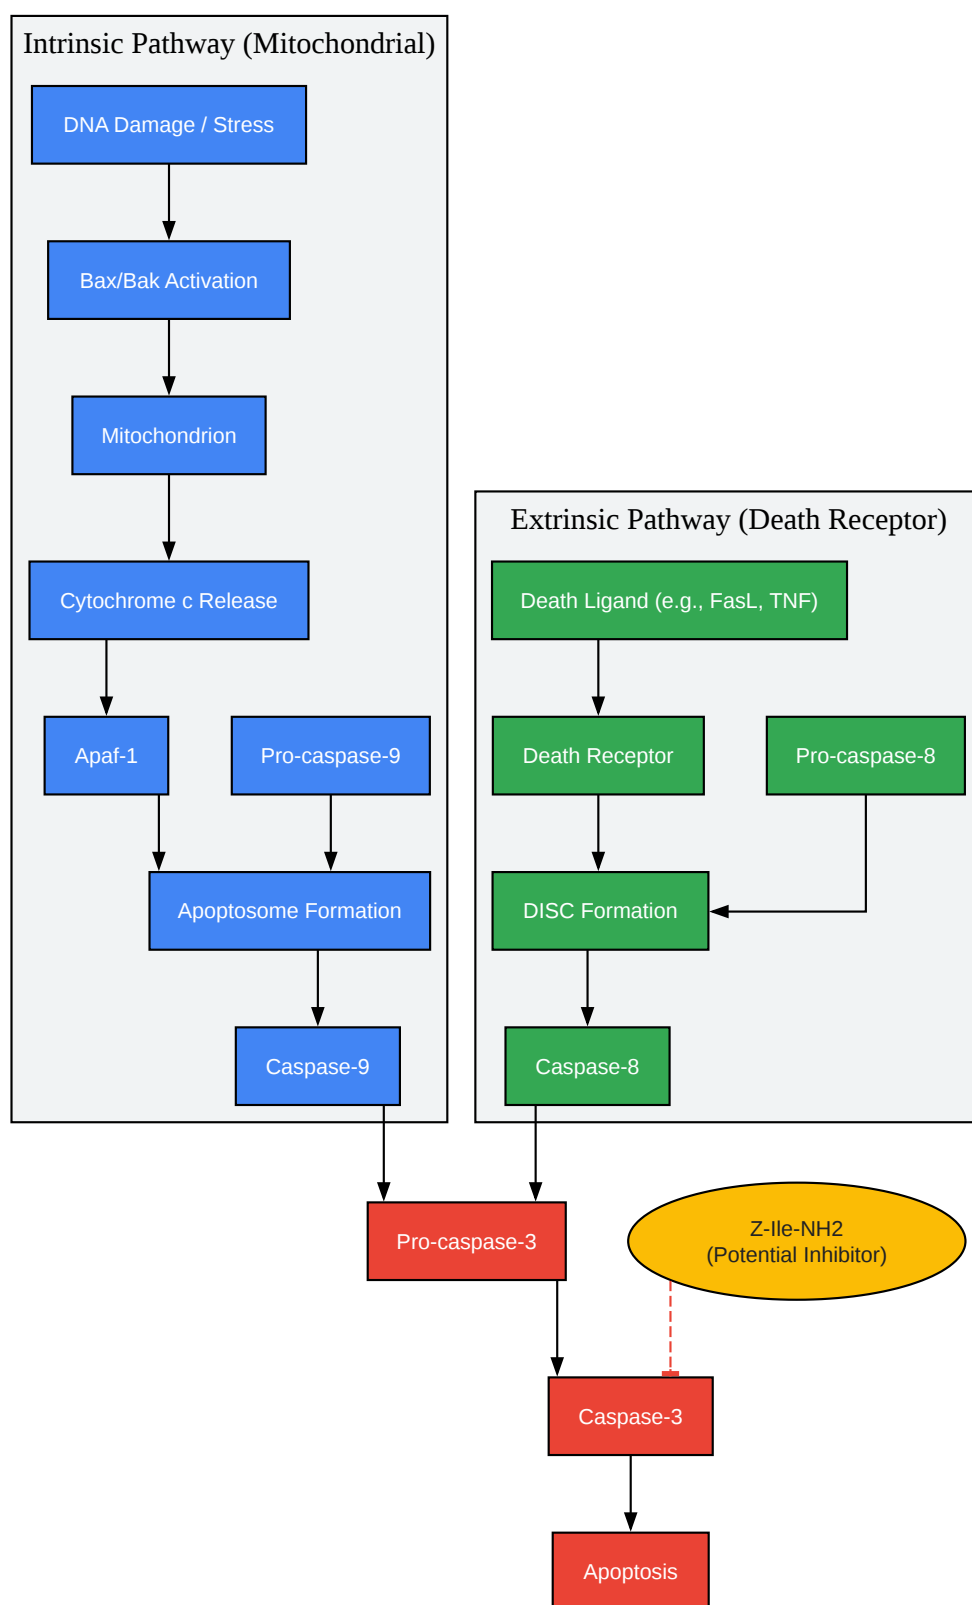 Intrinsic Pathway (Mitochondrial)
DNA Damage / Stress
Bax/Bak Activation
Mitochondrion
Cytochrome c Release
Apaf-1
Pro-caspase-9
Apoptosome Formation
Caspase-9
Extrinsic Pathway (Death Receptor)
Death Ligand (e.g., FasL, TNF)
Death Receptor
Pro-caspase-8
DISC Formation
Caspase-8
Pro-caspase-3
Z-Ile-NH2
(Potential Inhibitor)
Caspase-3
Apoptosis